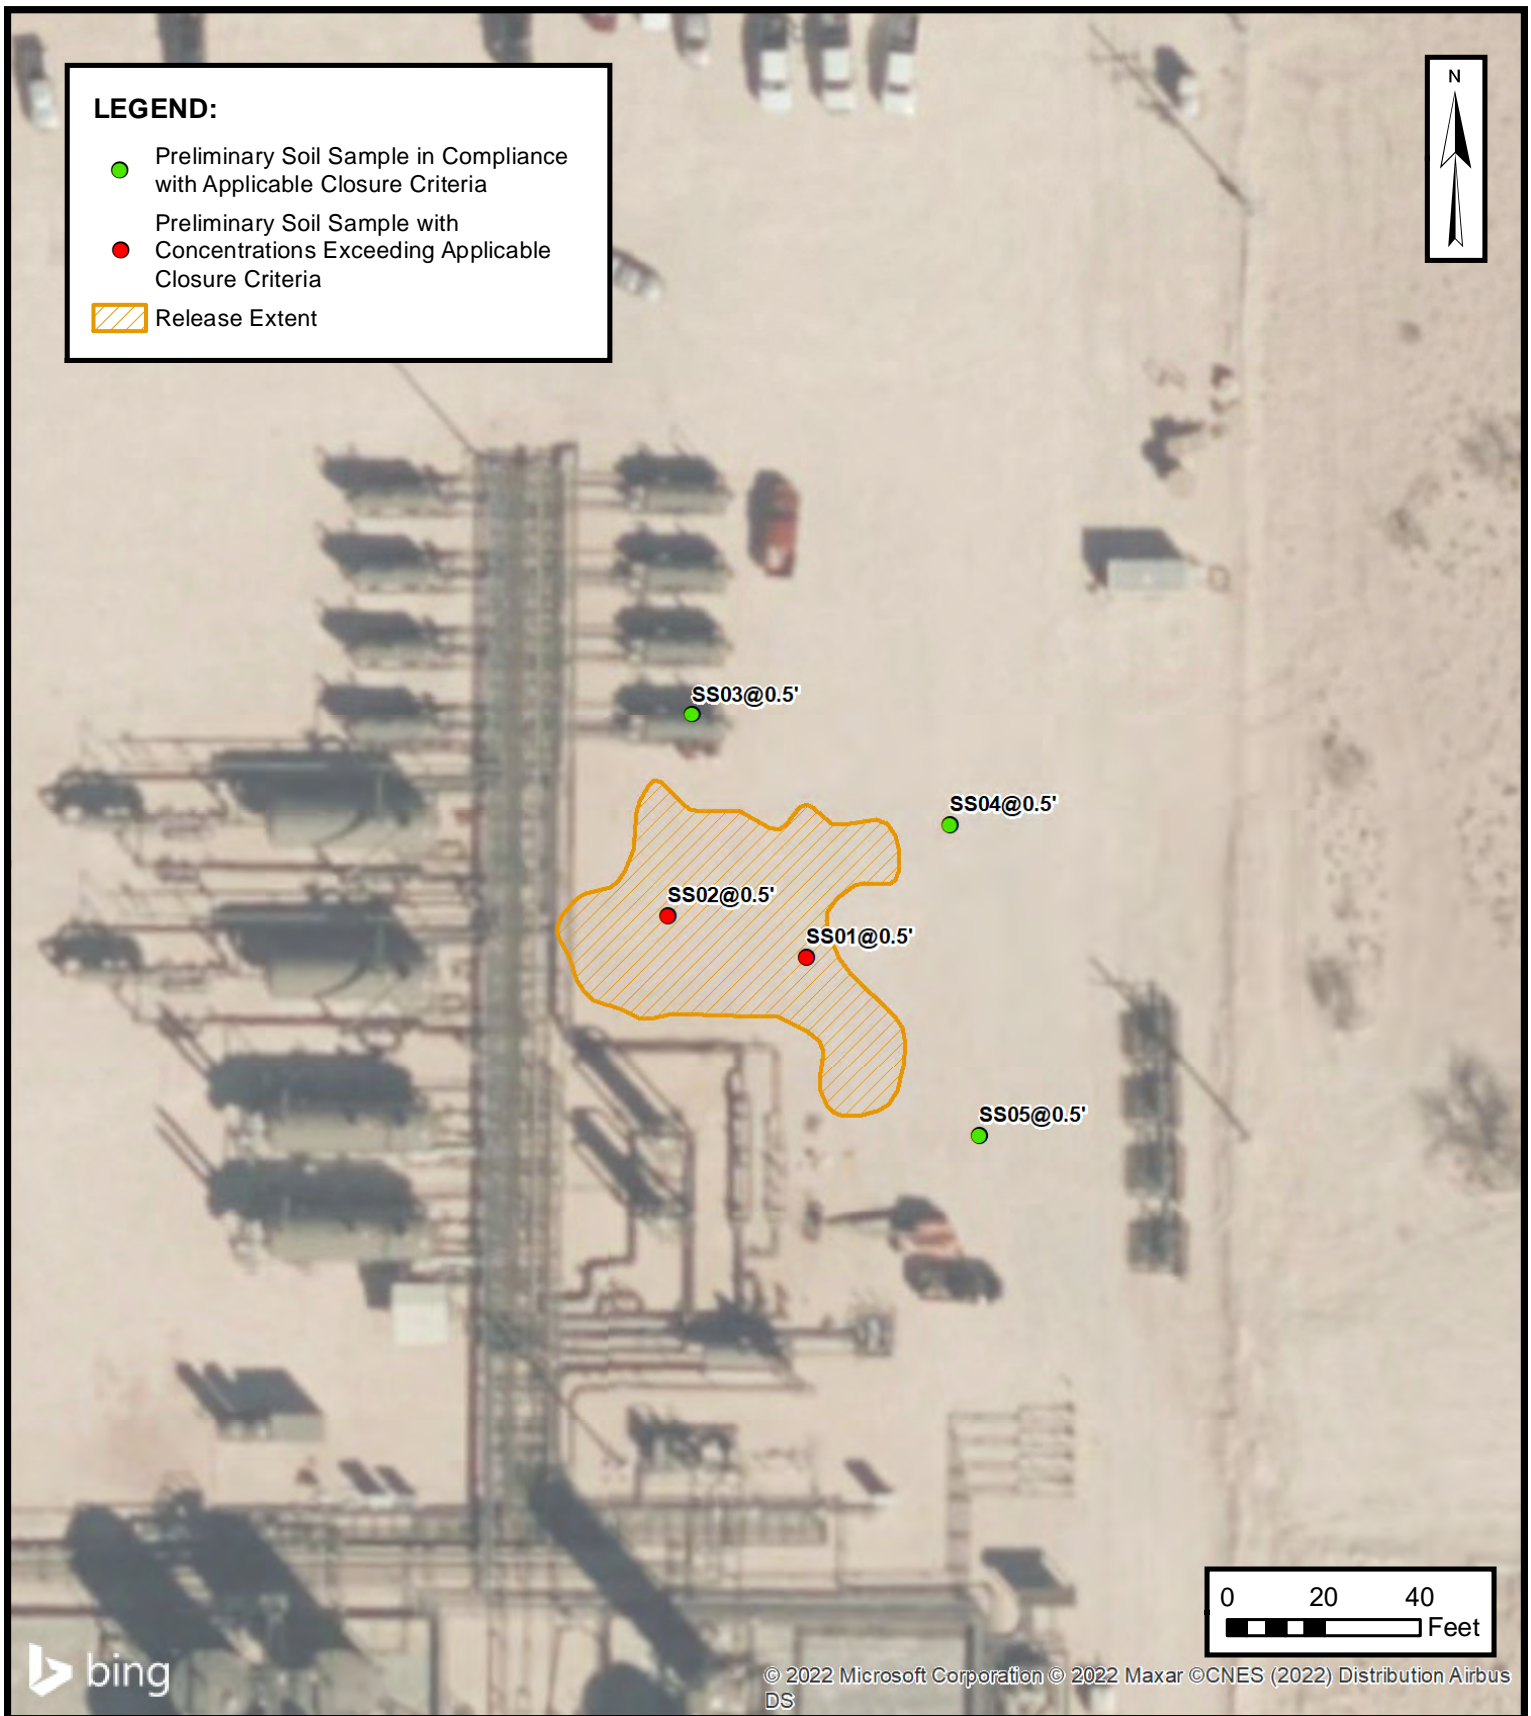 LEGEND:
Preliminary Soil Sample in Compliance
with Applicable Closure Criteria
Preliminary Soil Sample with
Concentrations Exceeding Applicable
Closure Criteria
Release Extent
N
SS03@0.5'
SS04@0.5'
SS02@0.5'
SS01@0.5'
SS05@0.5'
0 20 40
Feet
bing
© 2022 Microsoft Corporation © 2022 Maxar ©CNES (2022) Distribution Airbus
DS